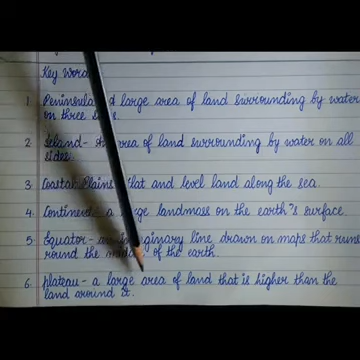 Key Word
1. Peninsula - A large area of land surrounding by water
on three sides.
2. Island - An area of land surrounding by water on all
sides.
3 Coastal Plains - Flat and level land along the sea.
4. Continent - a large landmass on the earth"s surface.
5 Equator - an imaginary line drawn on maps that runs
round the middle of the earth.
6. plateau - a large area of land that is higher than the
land around it.